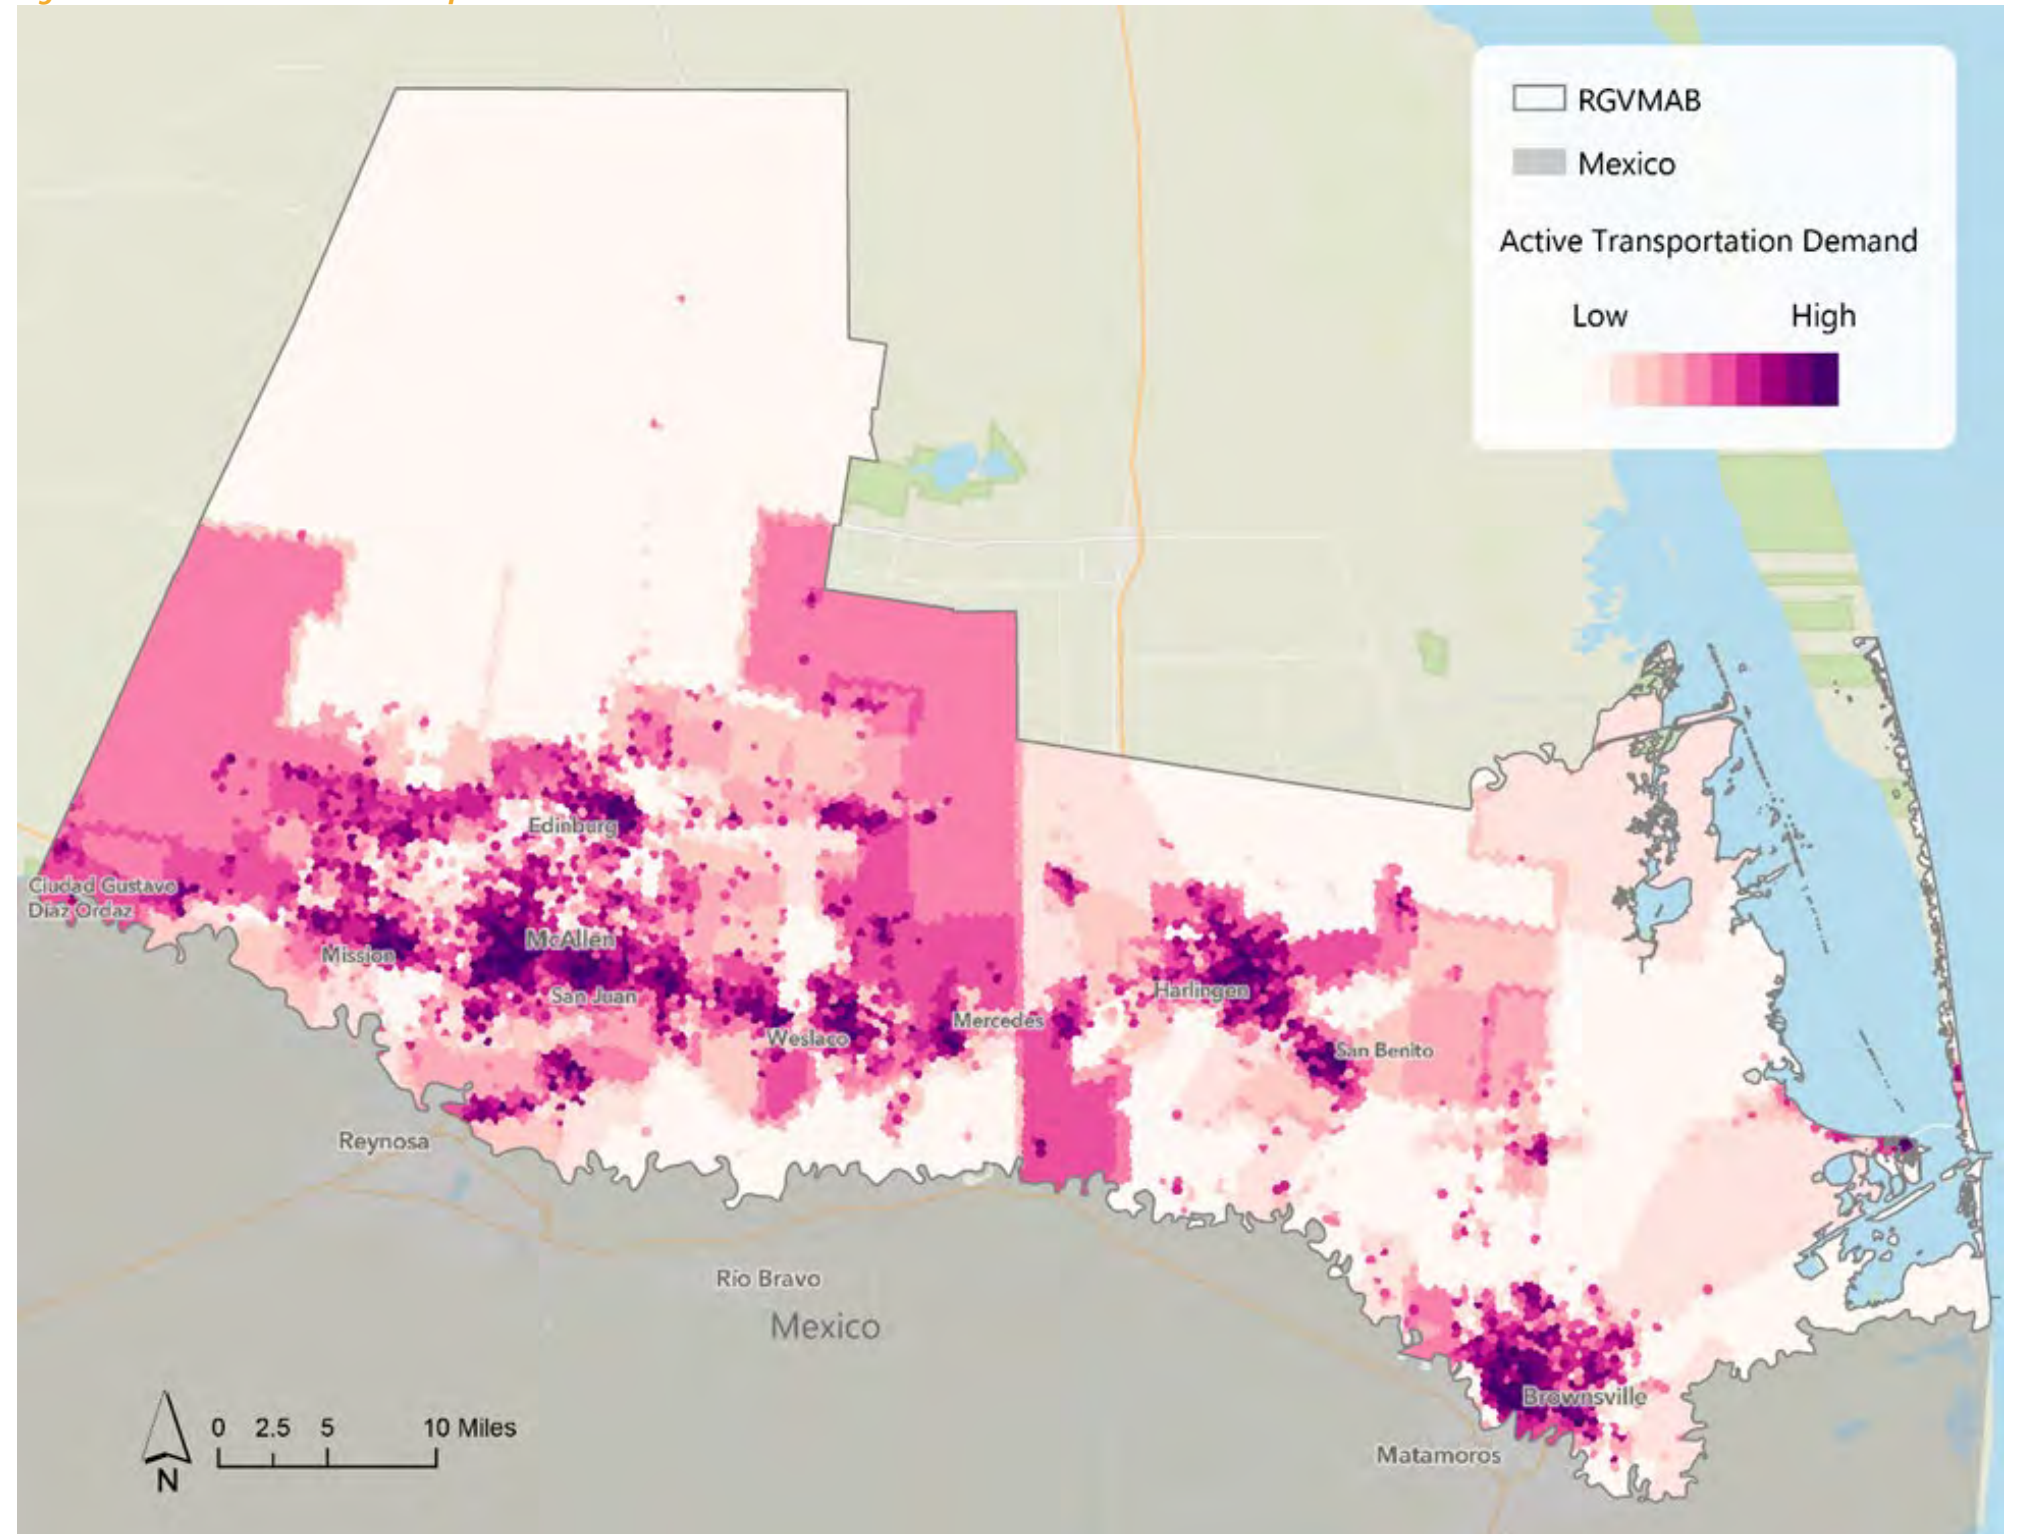 RGVMAB
Mexico
Active Transportation Demand
Low High
Edinburg
Ciudad Gustavo
Díaz Ordaz
McAllen
Mission
San Juan
Harlingen
Mercedes
Weslaco
San Benito
Reynosa
Río Bravo
Mexico
Brownsville
Matamoros
0 2.5 5 10 Miles
N